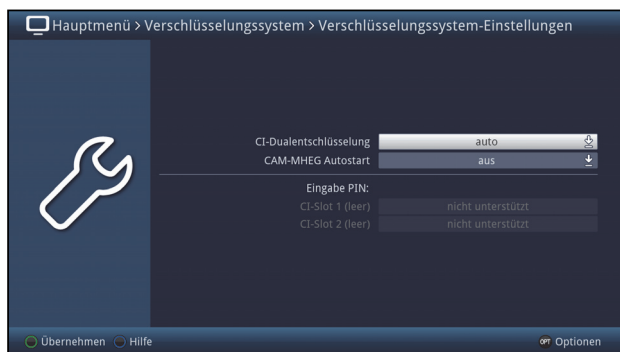 Hauptmenü > Verschlüsselungssystem > Verschlüsselungssystem-Einstellungen
CI-Dualentschlüsselung auto
CAM-MHEG Autostart aus
Eingabe PIN:
CI-Slot 1 (leer) nicht unterstützt
CI-Slot 2 (leer) nicht unterstützt
Übernehmen Hilfe OPT Optionen